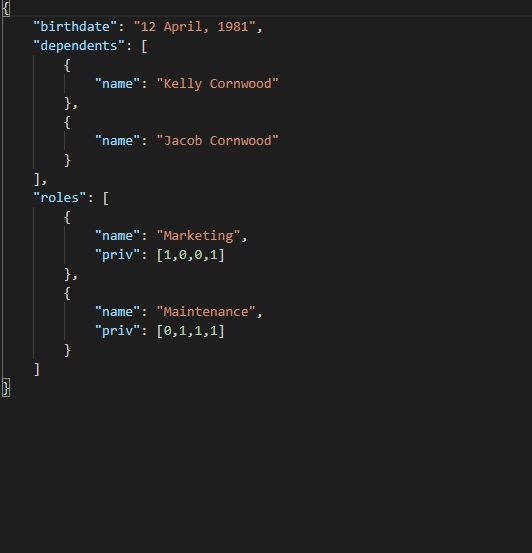 {
    "birthdate": "12 April, 1981",
    "dependents": [
        {
            "name": "Kelly Cornwood"
        },
        {
            "name": "Jacob Cornwood"
        }
    ],
    "roles": [
        {
            "name": "Marketing",
            "priv": [1,0,0,1]
        },
        {
            "name": "Maintenance",
            "priv": [0,1,1,1]
        }
    ]
}